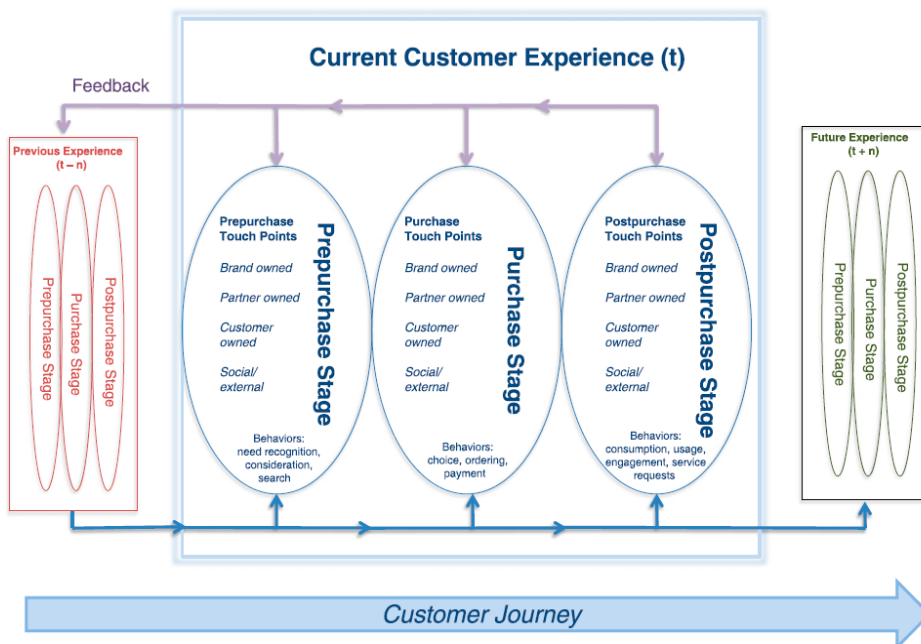 Current Customer Experience (t)
Feedback
Previous Experience
(t – n)
Prepurchase Stage
Purchase Stage
Postpurchase Stage
Prepurchase
Touch Points
Brand owned
Partner owned
Customer
owned
Social/
external
Prepurchase Stage
Behaviors:
need recognition,
consideration,
search
Purchase
Touch Points
Brand owned
Partner owned
Customer
owned
Social/
external
Purchase Stage
Behaviors:
choice, ordering,
payment
Postpurchase
Touch Points
Brand owned
Partner owned
Customer
owned
Social/
external
Postpurchase Stage
Behaviors:
consumption, usage,
engagement, service
requests
Future Experience
(t + n)
Prepurchase Stage
Purchase Stage
Postpurchase Stage
Customer Journey